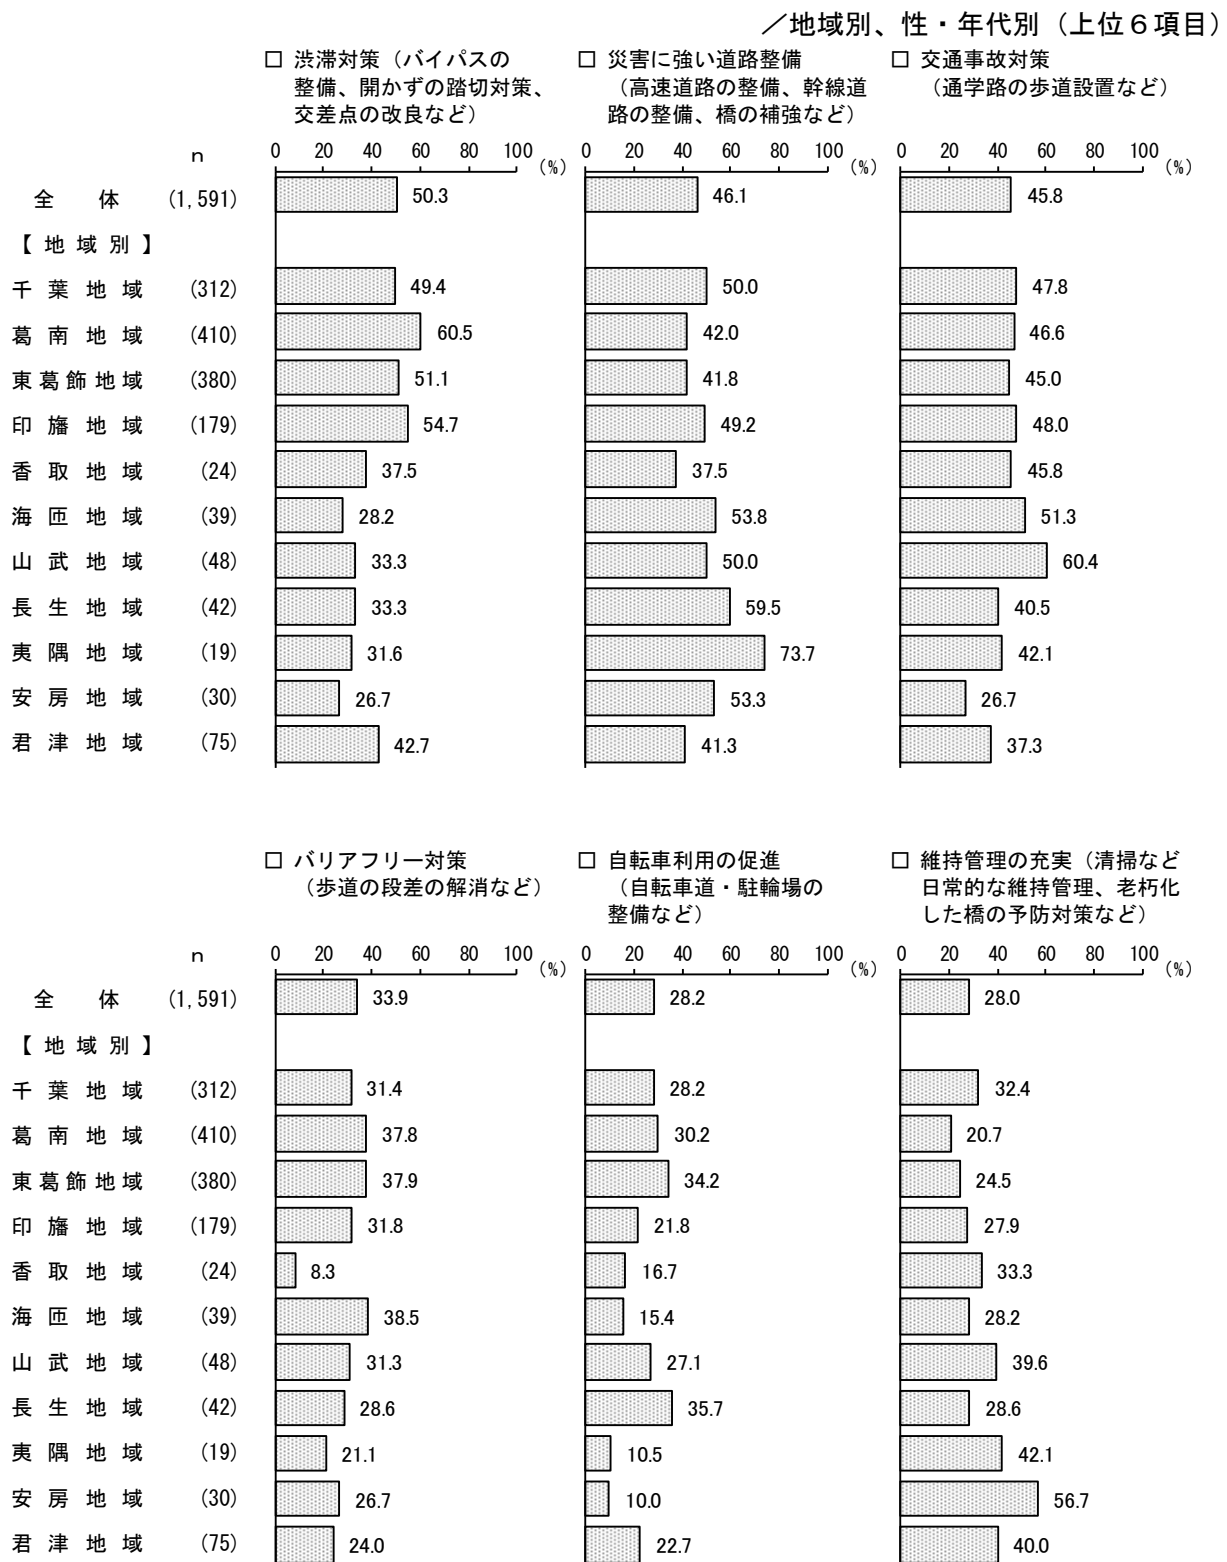 ／地域別、性・年代別（上位６項目）
□ 渋滞対策（バイパスの
整備、開かずの踏切対策、
交差点の改良など）
□ 災害に強い道路整備
（高速道路の整備、幹線道
路の整備、橋の補強など）
□ 交通事故対策
（通学路の歩道設置など）
ｎ 0 20 40 60 80 100 (%) 0 20 40 60 80 100 (%) 0 20 40 60 80 100 (%)
全　体 (1,591) 50.3 46.1 45.8
【地域別】
千葉地域 (312) 49.4 50.0 47.8
葛南地域 (410) 60.5 42.0 46.6
東葛飾地域 (380) 51.1 41.8 45.0
印旛地域 (179) 54.7 49.2 48.0
香取地域 (24) 37.5 37.5 45.8
海匝地域 (39) 28.2 53.8 51.3
山武地域 (48) 33.3 50.0 60.4
長生地域 (42) 33.3 59.5 40.5
夷隅地域 (19) 31.6 73.7 42.1
安房地域 (30) 26.7 53.3 26.7
君津地域 (75) 42.7 41.3 37.3
□ バリアフリー対策
（歩道の段差の解消など）
□ 自転車利用の促進
（自転車道・駐輪場の
整備など）
□ 維持管理の充実（清掃など
日常的な維持管理、老朽化
した橋の予防対策など）
ｎ 0 20 40 60 80 100 (%) 0 20 40 60 80 100 (%) 0 20 40 60 80 100 (%)
全　体 (1,591) 33.9 28.2 28.0
【地域別】
千葉地域 (312) 31.4 28.2 32.4
葛南地域 (410) 37.8 30.2 20.7
東葛飾地域 (380) 37.9 34.2 24.5
印旛地域 (179) 31.8 21.8 27.9
香取地域 (24) 8.3 16.7 33.3
海匝地域 (39) 38.5 15.4 28.2
山武地域 (48) 31.3 27.1 39.6
長生地域 (42) 28.6 35.7 28.6
夷隅地域 (19) 21.1 10.5 42.1
安房地域 (30) 26.7 10.0 56.7
君津地域 (75) 24.0 22.7 40.0